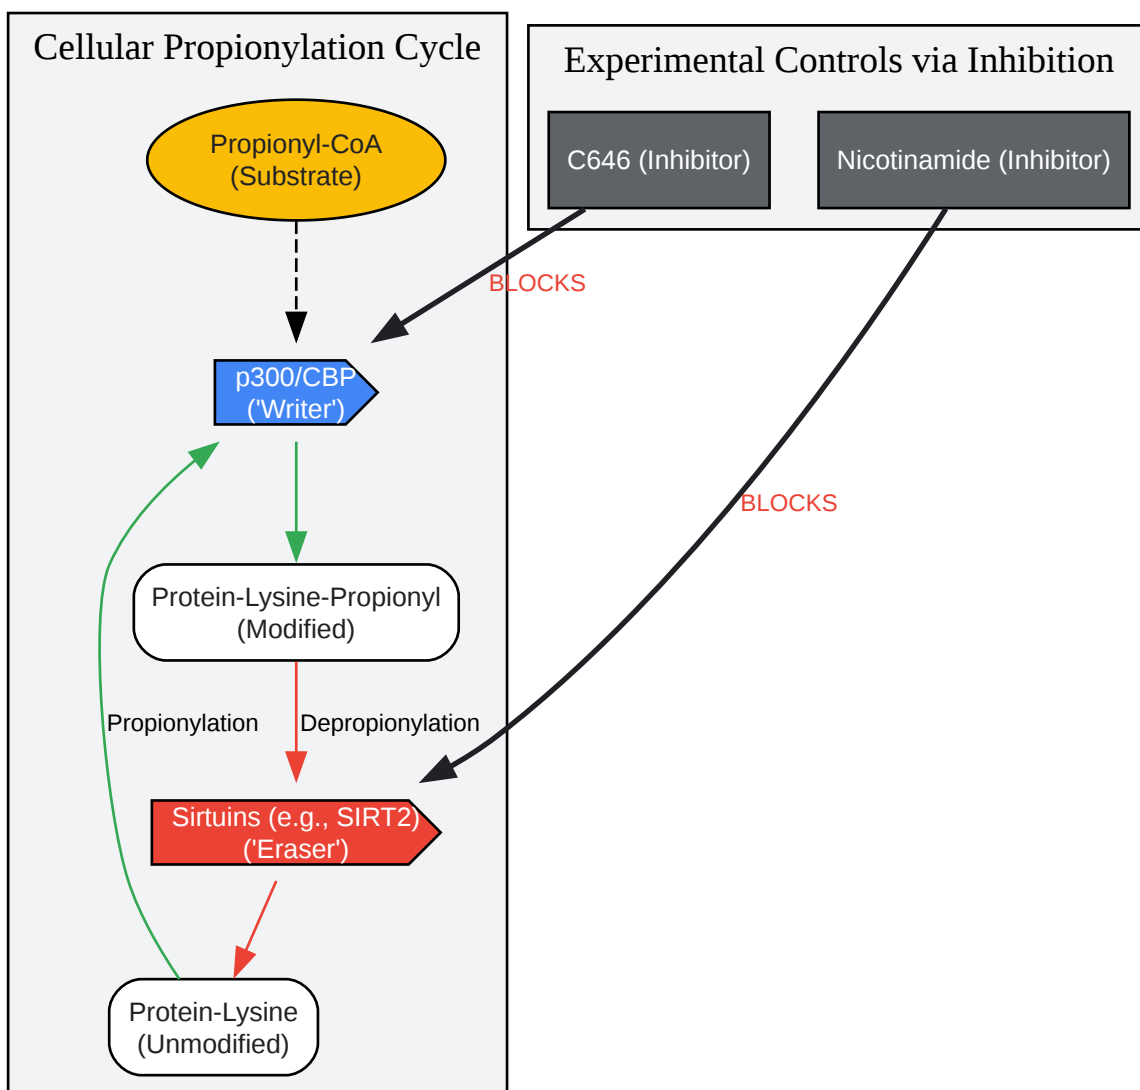 Cellular Propionylation Cycle
Experimental Controls via Inhibition
Propionyl-CoA
(Substrate)
C646 (Inhibitor)
Nicotinamide (Inhibitor)
BLOCKS
p300/CBP
('Writer')
BLOCKS
Protein-Lysine-Propionyl
(Modified)
Propionylation
Depropionylation
Sirtuins (e.g., SIRT2)
('Eraser')
Protein-Lysine
(Unmodified)